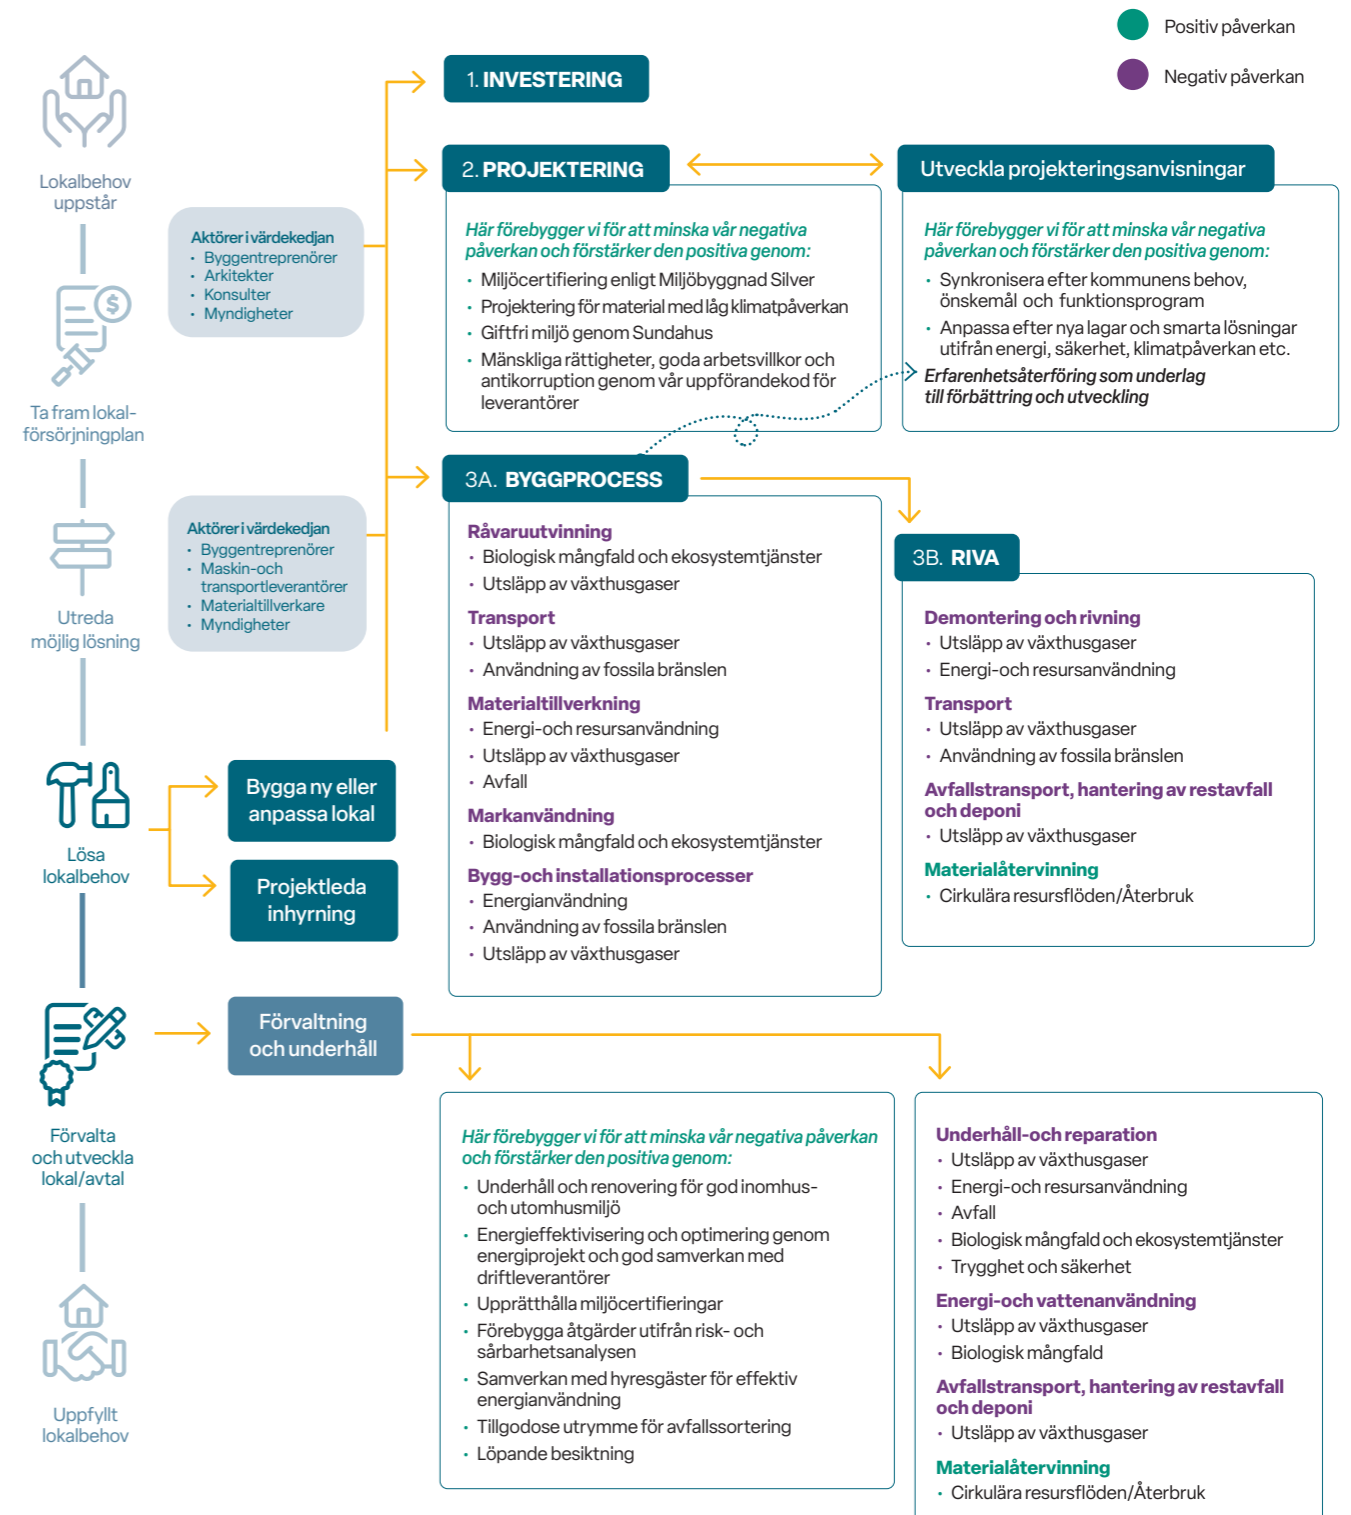 Positiv påverkan
Negativ påverkan
Lokalbehov
uppstår
Ta fram lokal-
försörjningplan
Utreda
möjlig lösning
Lösa
lokalbehov
Förvalta
och utveckla
lokal/avtal
Uppfyllt
lokalbehov
Aktörer i värdekedjan
· Byggentreprenörer
· Arkitekter
· Konsulter
· Myndigheter
Aktörer i värdekedjan
· Byggentreprenörer
· Maskin-och
transportleverantörer
· Materialtillverkare
· Myndigheter
Bygga ny eller
anpassa lokal
Projektleda
inhyrning
Förvaltning
och underhåll
1. INVESTERING
2. PROJEKTERING
Här förebygger vi för att minska vår negativa
påverkan och förstärker den positiva genom:
· Miljöcertifiering enligt Miljöbyggnad Silver
· Projektering för material med låg klimatpåverkan
· Giftfri miljö genom Sundahus
· Mänskliga rättigheter, goda arbetsvillkor och
antikorruption genom vår uppförandekod för
leverantörer
Utveckla projekteringsanvisningar
Här förebygger vi för att minska vår negativa
påverkan och förstärker den positiva genom:
· Synkronisera efter kommunens behov,
önskemål och funktionsprogram
· Anpassa efter nya lagar och smarta lösningar
utifrån energi, säkerhet, klimatpåverkan etc.
Erfarenhetsåterföring som underlag
till förbättring och utveckling
3A. BYGGPROCESS
Råvaruutvinning
· Biologisk mångfald och ekosystemtjänster
· Utsläpp av växthusgaser
Transport
· Utsläpp av växthusgaser
· Användning av fossila bränslen
Materialtillverkning
· Energi-och resursanvändning
· Utsläpp av växthusgaser
· Avfall
Markanvändning
· Biologisk mångfald och ekosystemtjänster
Bygg-och installationsprocesser
· Energianvändning
· Användning av fossila bränslen
· Utsläpp av växthusgaser
3B. RIVA
Demontering och rivning
· Utsläpp av växthusgaser
· Energi-och resursanvändning
Transport
· Utsläpp av växthusgaser
· Användning av fossila bränslen
Avfallstransport, hantering av restavfall
och deponi
· Utsläpp av växthusgaser
Materialåtervinning
· Cirkulära resursflöden/Återbruk
Här förebygger vi för att minska vår negativa påverkan
och förstärker den positiva genom:
· Underhåll och renovering för god inomhus-
och utomhusmiljö
· Energieffektivisering och optimering genom
energiprojekt och god samverkan med
driftleverantörer
· Upprätthålla miljöcertifieringar
· Förebygga åtgärder utifrån risk- och
sårbarhetsanalysen
· Samverkan med hyresgäster för effektiv
energianvändning
· Tillgodose utrymme för avfallssortering
· Löpande besiktning
Underhåll-och reparation
· Utsläpp av växthusgaser
· Energi-och resursanvändning
· Avfall
· Biologisk mångfald och ekosystemtjänster
· Trygghet och säkerhet
Energi-och vattenanvändning
· Utsläpp av växthusgaser
· Biologisk mångfald
Avfallstransport, hantering av restavfall
och deponi
· Utsläpp av växthusgaser
Materialåtervinning
· Cirkulära resursflöden/Återbruk